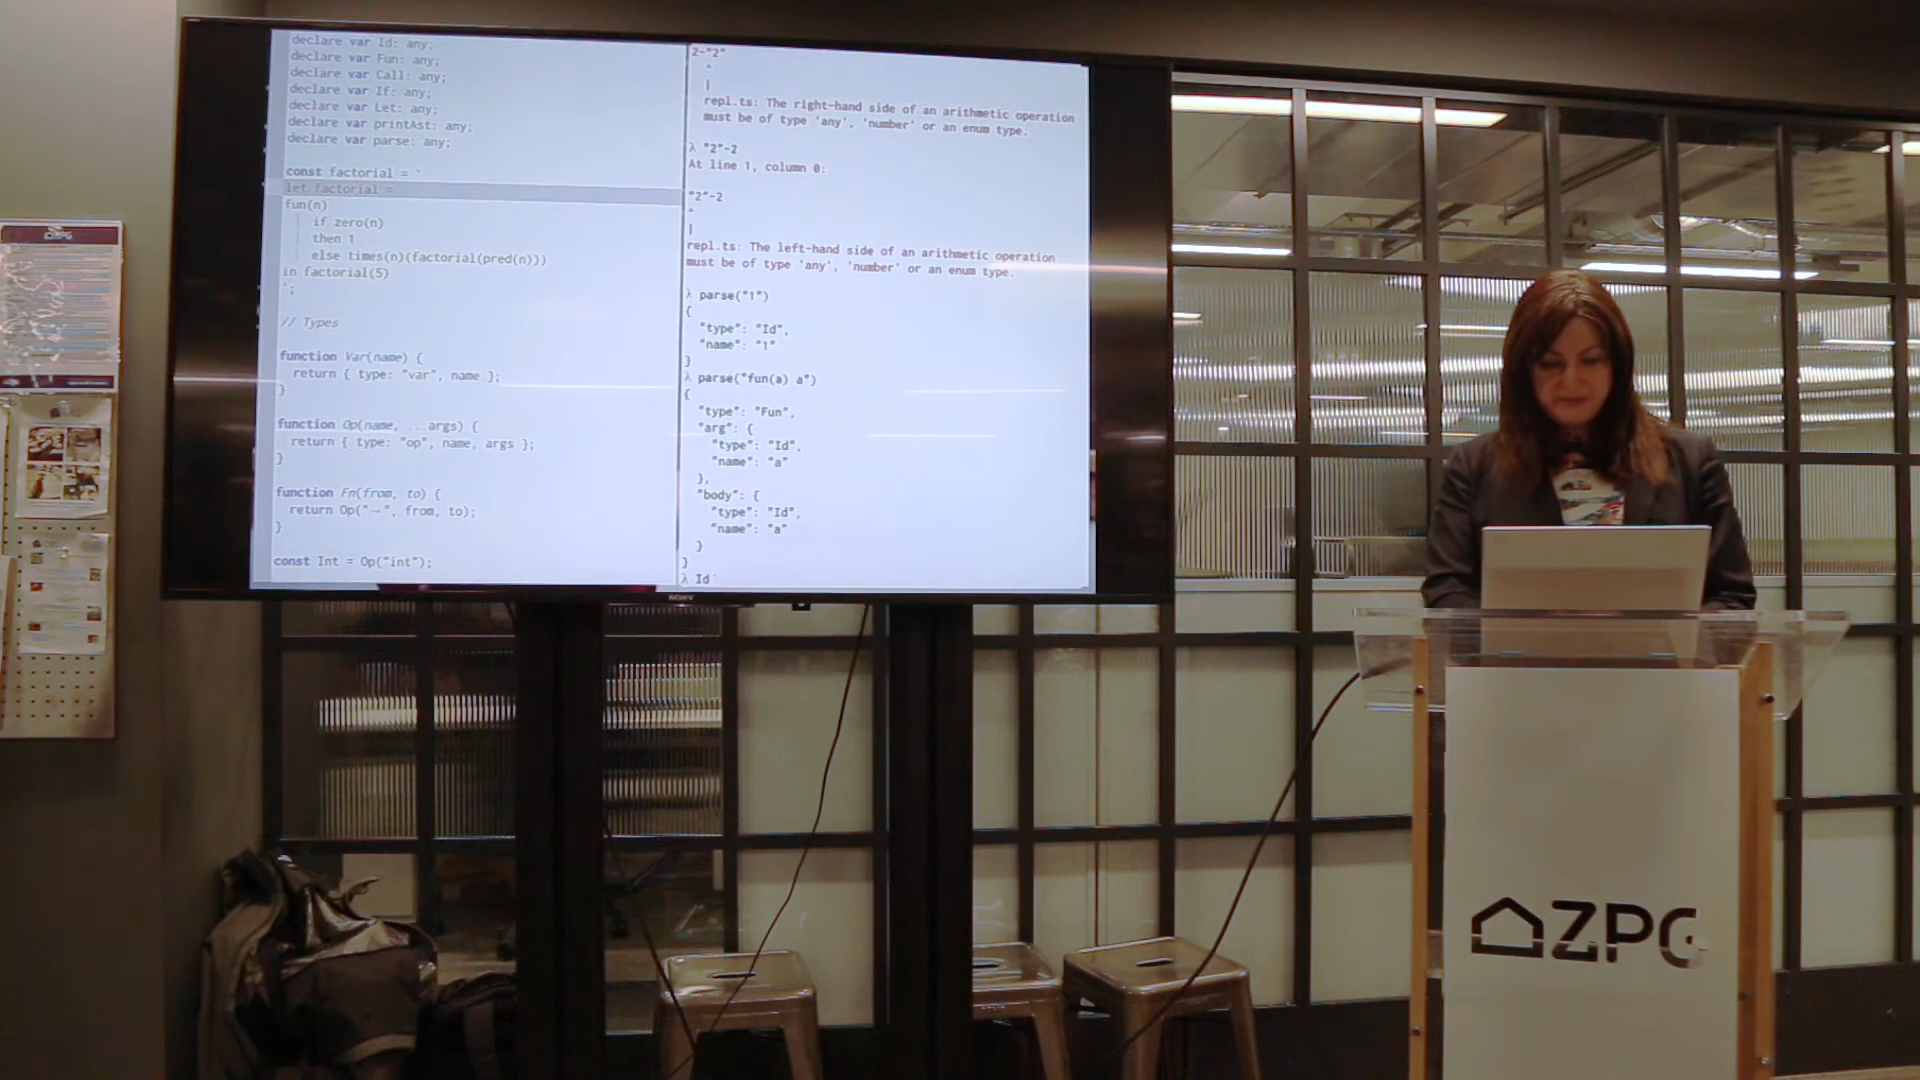 declare var Id: any;
declare var Fun: any;
declare var Call: any;
declare var If: any;
declare var Let: any;
declare var printAst: any;
declare var parse: any;
const factorial = `
let factorial =
fun(n)
if zero(n)
then 1
else times(n)(factorial(pred(n)))
in factorial(5)
`;
// Types
function Var(name) {
return { type: "var", name };
}
function Op(name, ...args) {
return { type: "op", name, args };
}
function Fn(from, to) {
return Op("→", from, to);
}
const Int = Op("int");
2-"2"
^
|
repl.ts: The right-hand side of an arithmetic operation
must be of type 'any', 'number' or an enum type.
λ "2"-2
At line 1, column 0:
"2"-2
^
|
repl.ts: The left-hand side of an arithmetic operation
must be of type 'any', 'number' or an enum type.
λ parse("1")
{
"type": "Id",
"name": "1"
}
λ parse("fun(a) a")
{
"type": "Fun",
"arg": {
"type": "Id",
"name": "a"
},
"body": {
"type": "Id",
"name": "a"
}
}
λ Id
SONY
ZPG